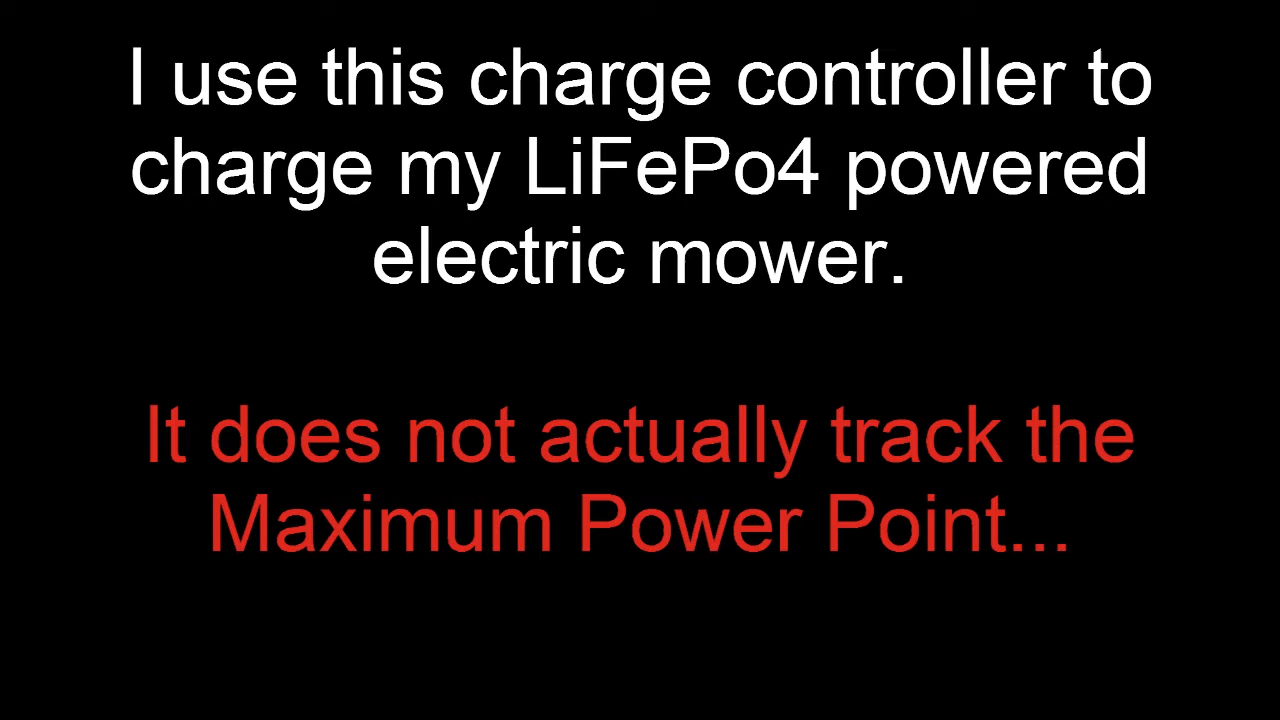 I use this charge controller to
charge my LiFePo4 powered
electric mower.
It does not actually track the
Maximum Power Point...